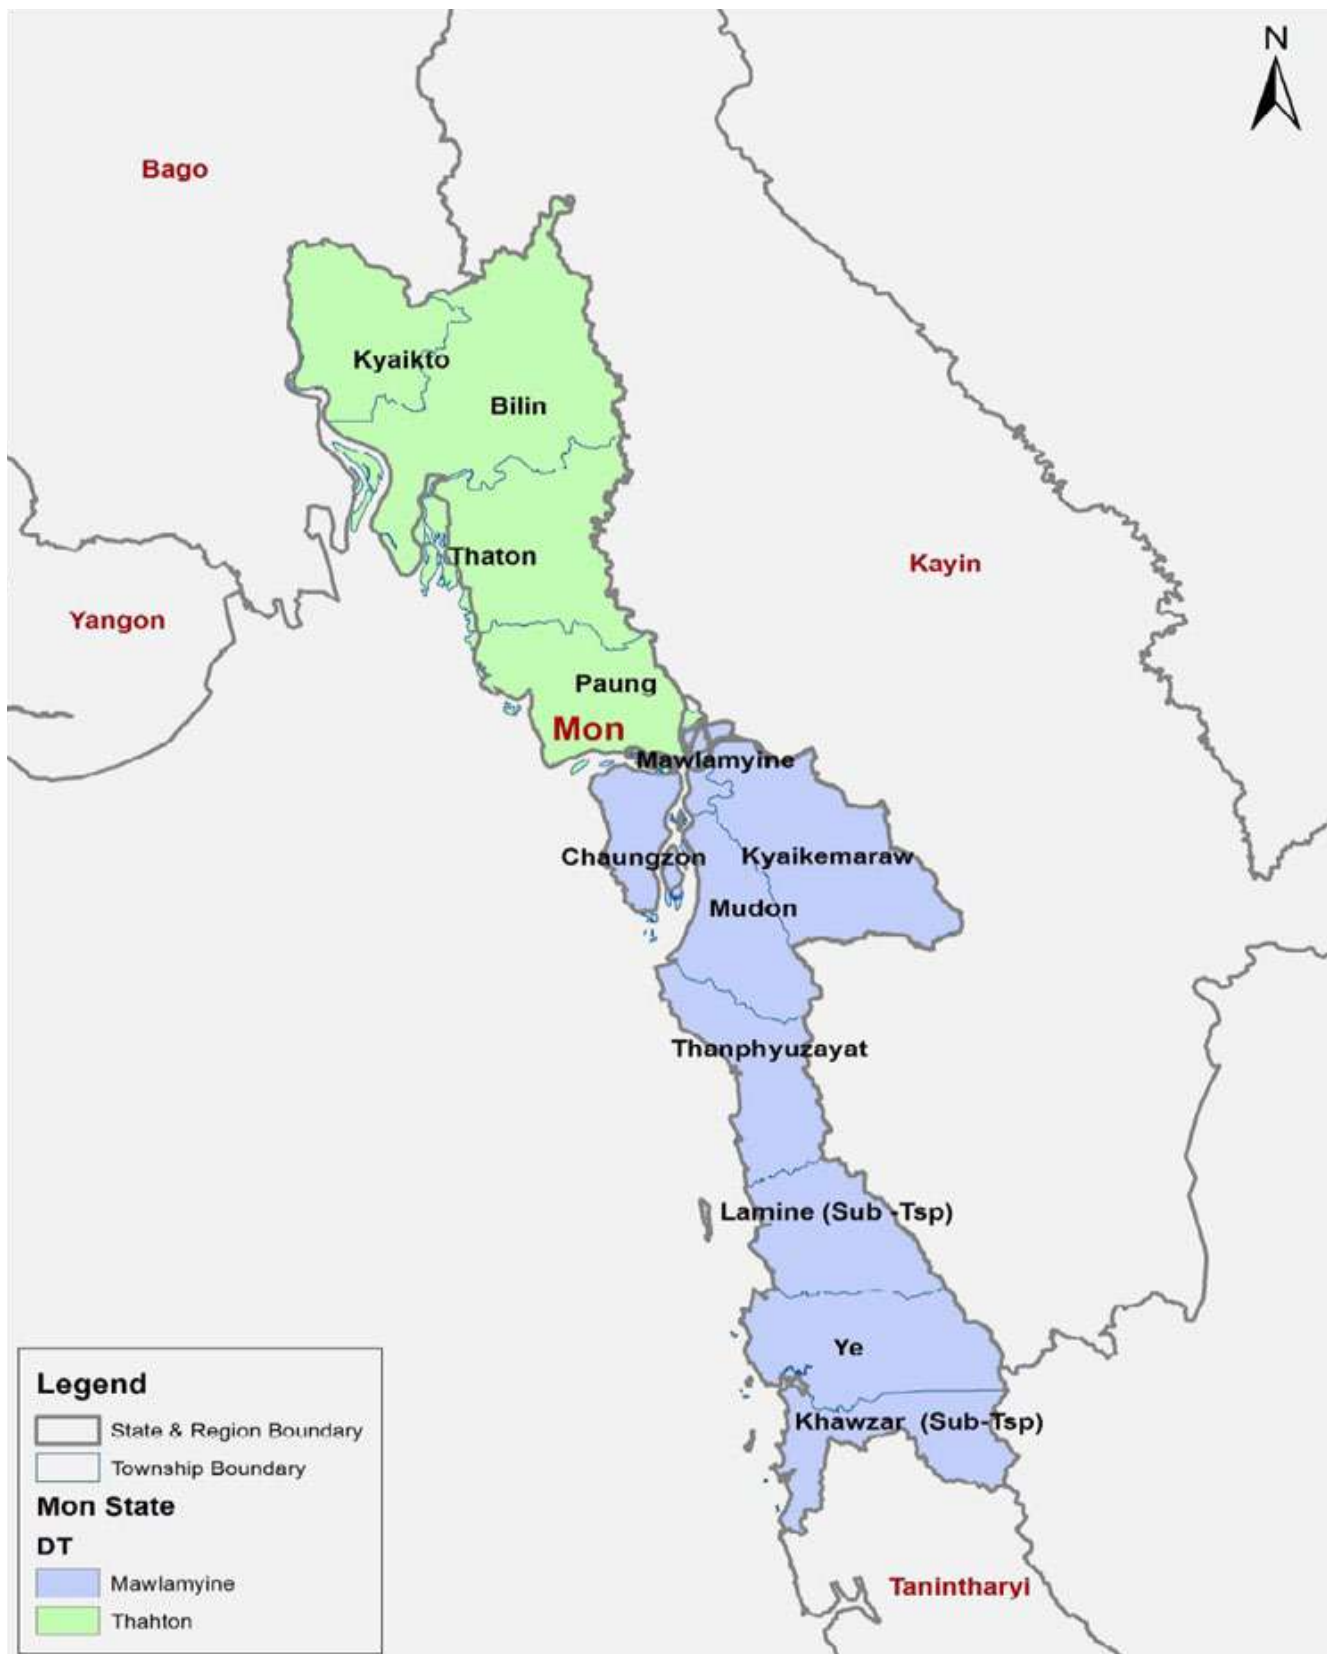 N
Bago
Kyaikto
Bilin
Thaton
Kayin
Yangon
Paung
Mon
Mawlamyine
Chaungzon
Kyaikemaraw
Mudon
Thanphyuzayat
Lamine (Sub -Tsp)
Ye
Khawzar (Sub-Tsp)
Tanintharyi
Legend
State & Region Boundary
Township Boundary
Mon State
DT
Mawlamyine
Thahton